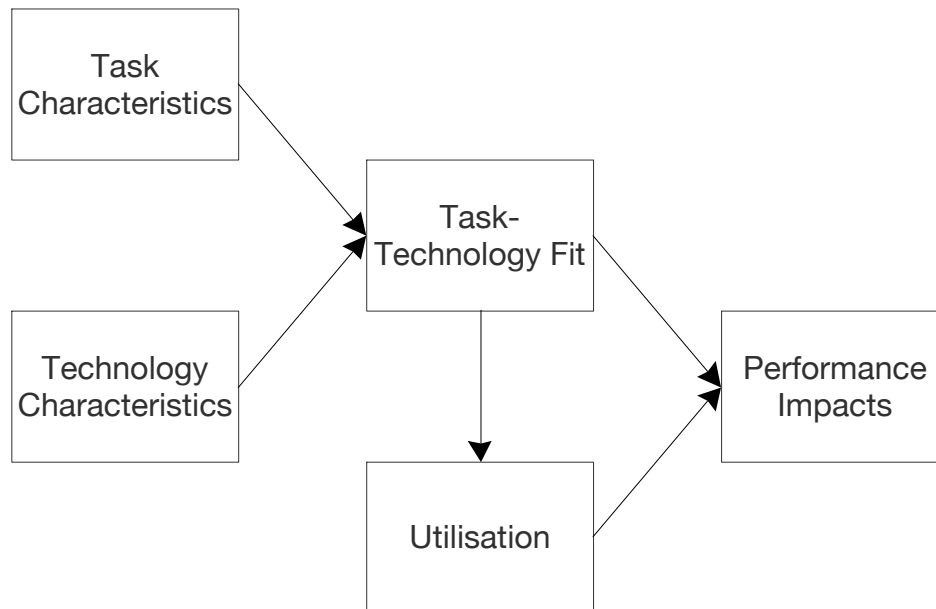 Task
Characteristics
Task-
Technology Fit
Technology
Characteristics
Performance
Impacts
Utilisation